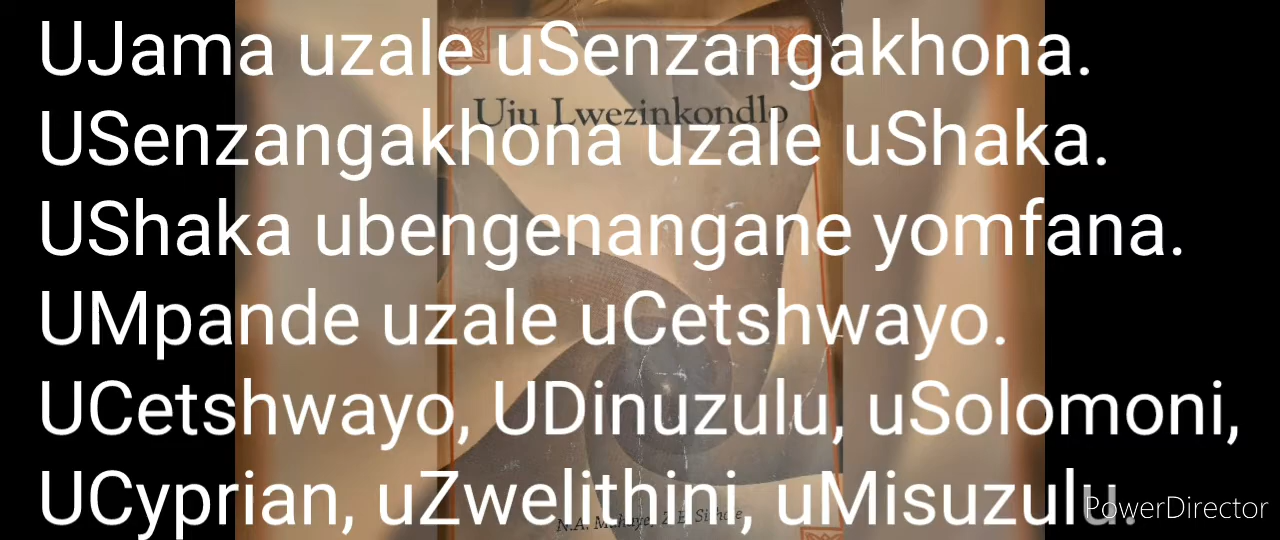 UJama uzale uSenzangakhona.
Uju Lwezinkondlo
USenzangakhona uzale uShaka.
UShaka ubengenangane yomfana.
UMpande uzale uCetshwayo.
UCetshwayo, UDinuzulu, uSolomoni,
UCyprian, uZwelithini, uMisuzulu.
PowerDirector